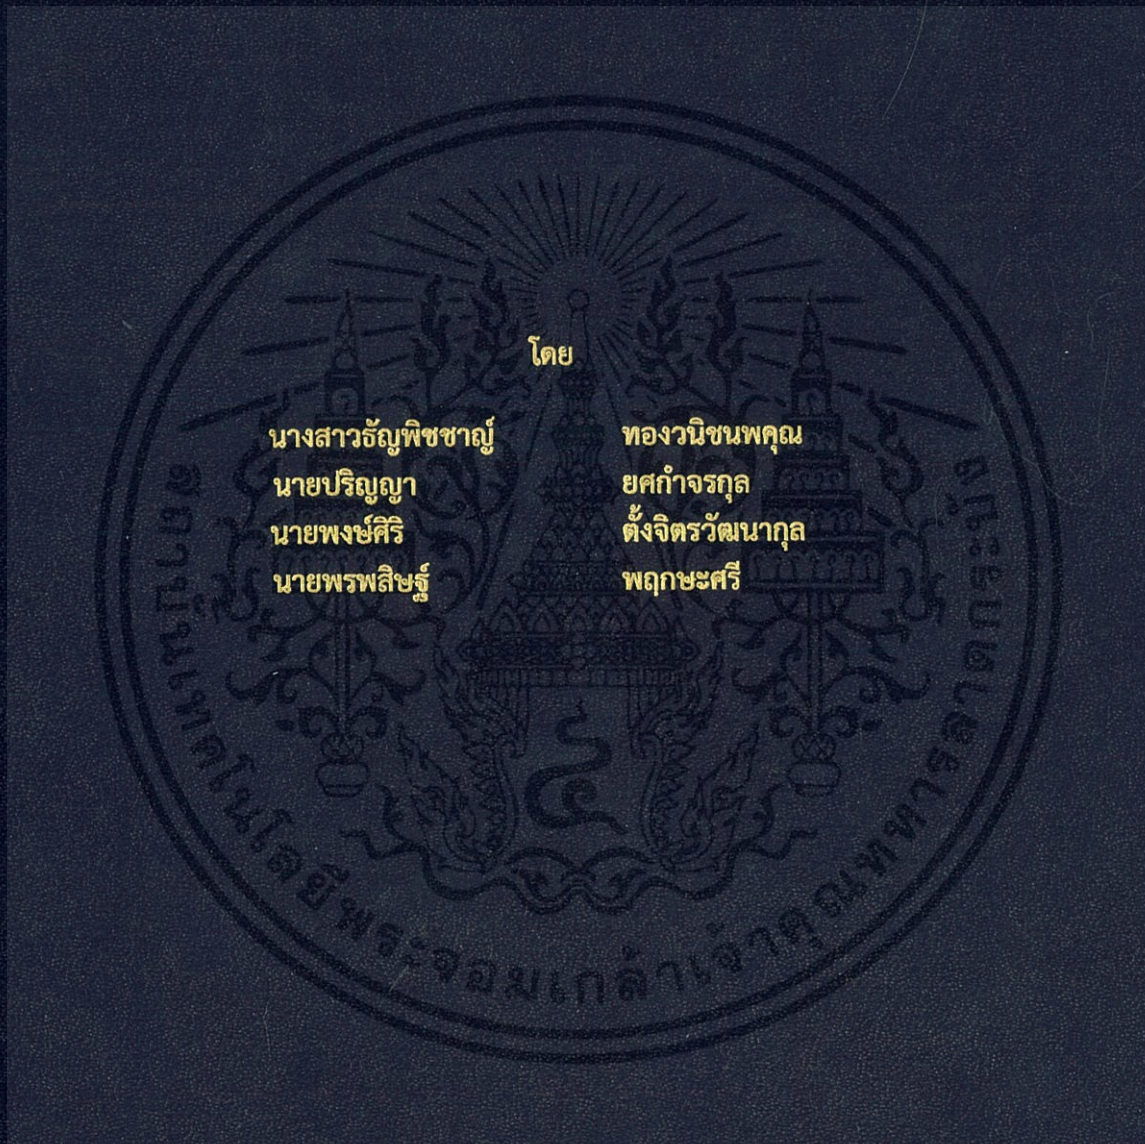 โดย
นางสาวธัญพิชชาญ์ ทองวนิชนพคุณ
นายปริญญา ยศกำจรกุล
นายพงษ์ศิริ ตั้งจิตรวัฒนากุล
นายพรพสิษฐ์ พฤกษะศรี
สถาบันเทคโนโลยีพระจอมเกล้าเจ้าคุณทหารลาดกระบัง